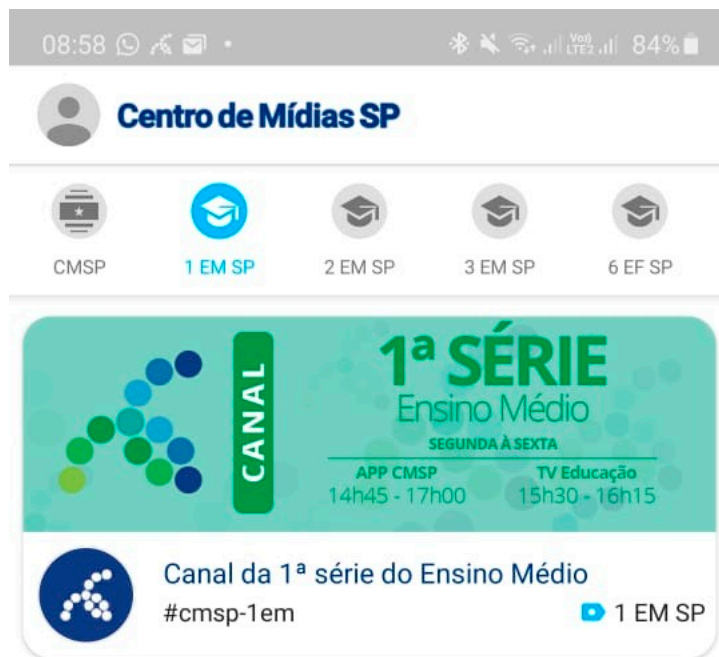 08:58
Vo)) LTE2 84%
Centro de Mídias SP
CMSP 1 EM SP 2 EM SP 3 EM SP 6 EF SP
CANAL
1ª SÉRIE
Ensino Médio
SEGUNDA À SEXTA
APP CMSP TV Educação
14h45 - 17h00 15h30 - 16h15
Canal da 1ª série do Ensino Médio
#cmsp-1em 1 EM SP